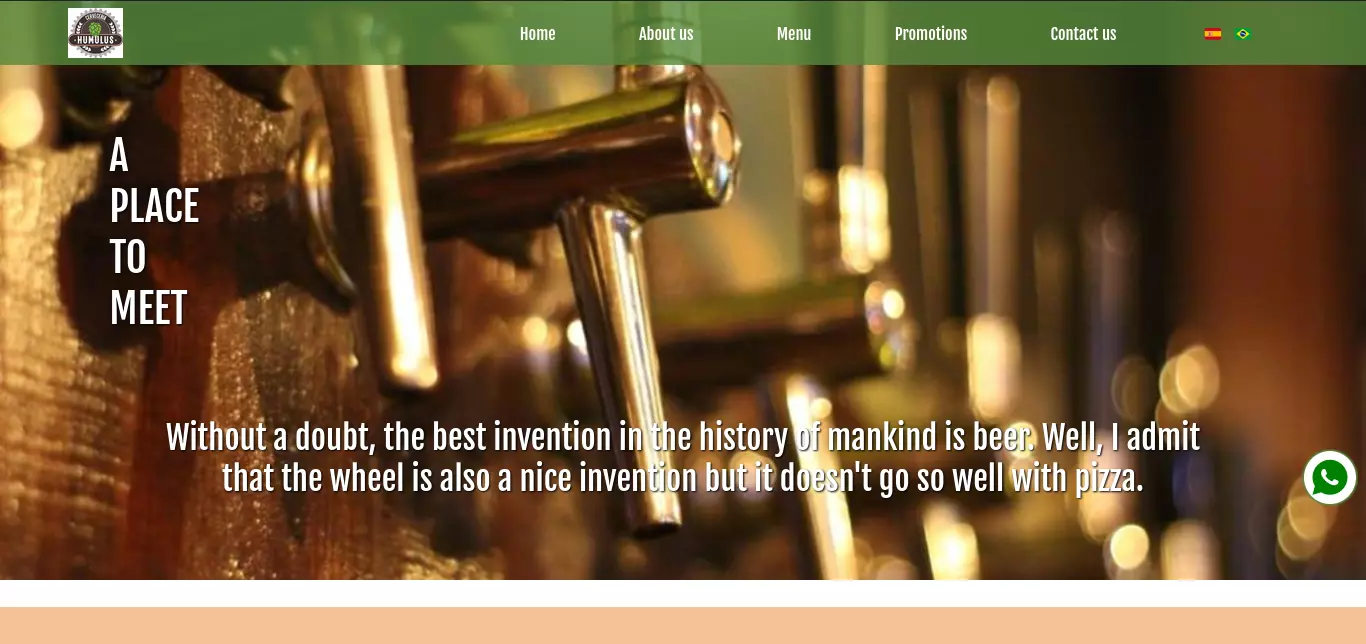 CERVECERÍA
HUMULUS
Home
About us
Menu
Promotions
Contact us
A
PLACE
TO
MEET
Without a doubt, the best invention in the history of mankind is beer. Well, I admit
that the wheel is also a nice invention but it doesn't go so well with pizza.